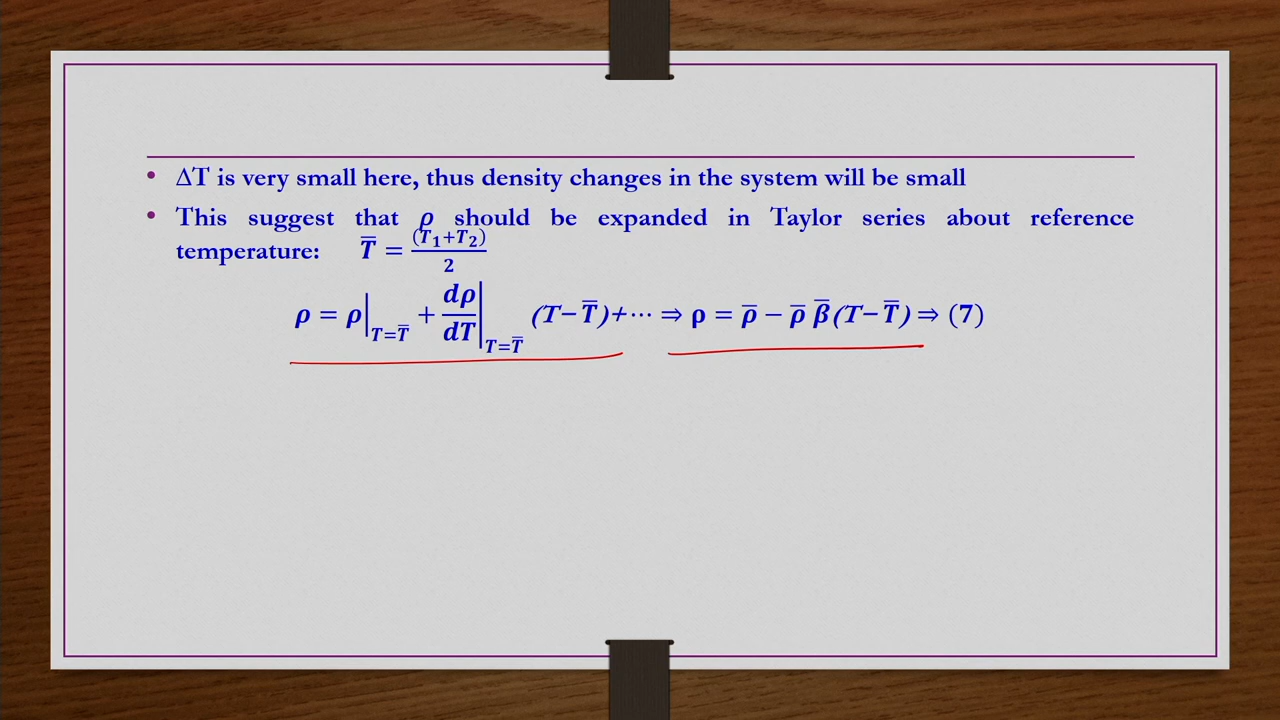 • ΔT is very small here, thus density changes in the system will be small
• This suggest that ρ should be expanded in Taylor series about reference
temperature: T̅ = (T₁+T₂)/2
ρ = ρ|_{T=T̅} + dρ/dT|_{T=T̅} (T−T̅)+⋯ ⇒ ρ = ρ̅ − ρ̅ β̅(T−T̅) ⇒ (7)